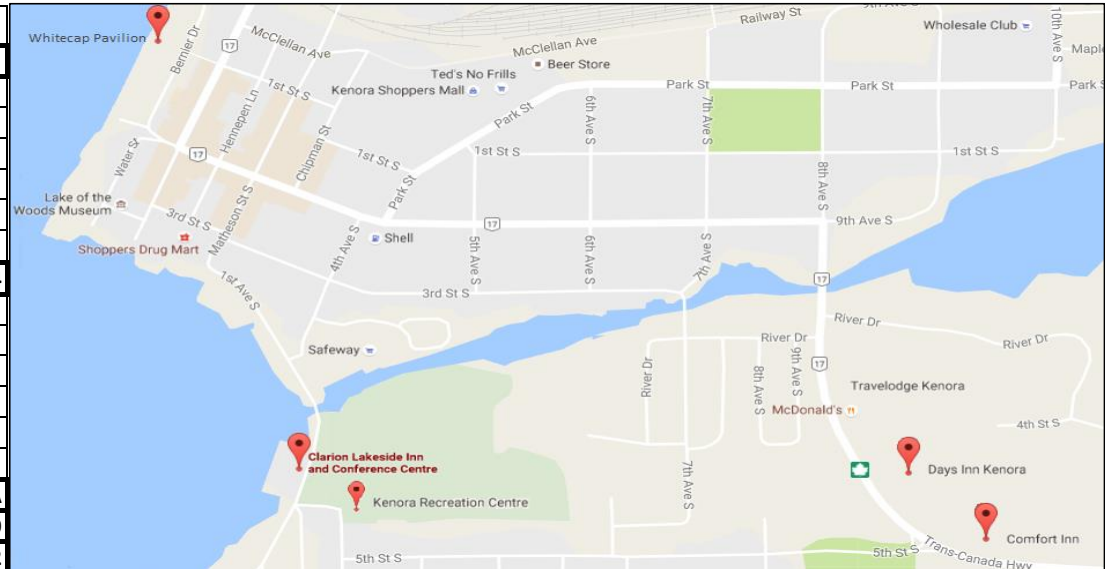 9th Ave S
Railway St
Wholesale Club
10th Ave S
Whitecap Pavilion
Bernier Dr
17
McClellan Ave
McClellan Ave
Maple
Beer Store
Ted's No Frills
Kenora Shoppers Mall
Park St
Park St
Park S
1st St S
Hennepen Ln
Park St
6th Ave S
7th Ave S
Water St
17
Chipman St
1st St S
1st St S
1st St S
8th Ave S
Park St
Matheson St S
Lake of the
Woods Museum
3rd St S
17
9th Ave S
Shell
Shoppers Drug Mart
4th Ave S
5th Ave S
6th Ave S
7th Ave S
1st Ave S
17
3rd St S
River Dr
River Dr
River Dr
Safeway
17
River Dr
8th Ave S
9th Ave S
Travelodge Kenora
McDonald's
4th St S
Clarion Lakeside Inn
and Conference Centre
Days Inn Kenora
7th Ave S
Kenora Recreation Centre
Comfort Inn
5th St S
5th St S
Trans-Canada Hwy